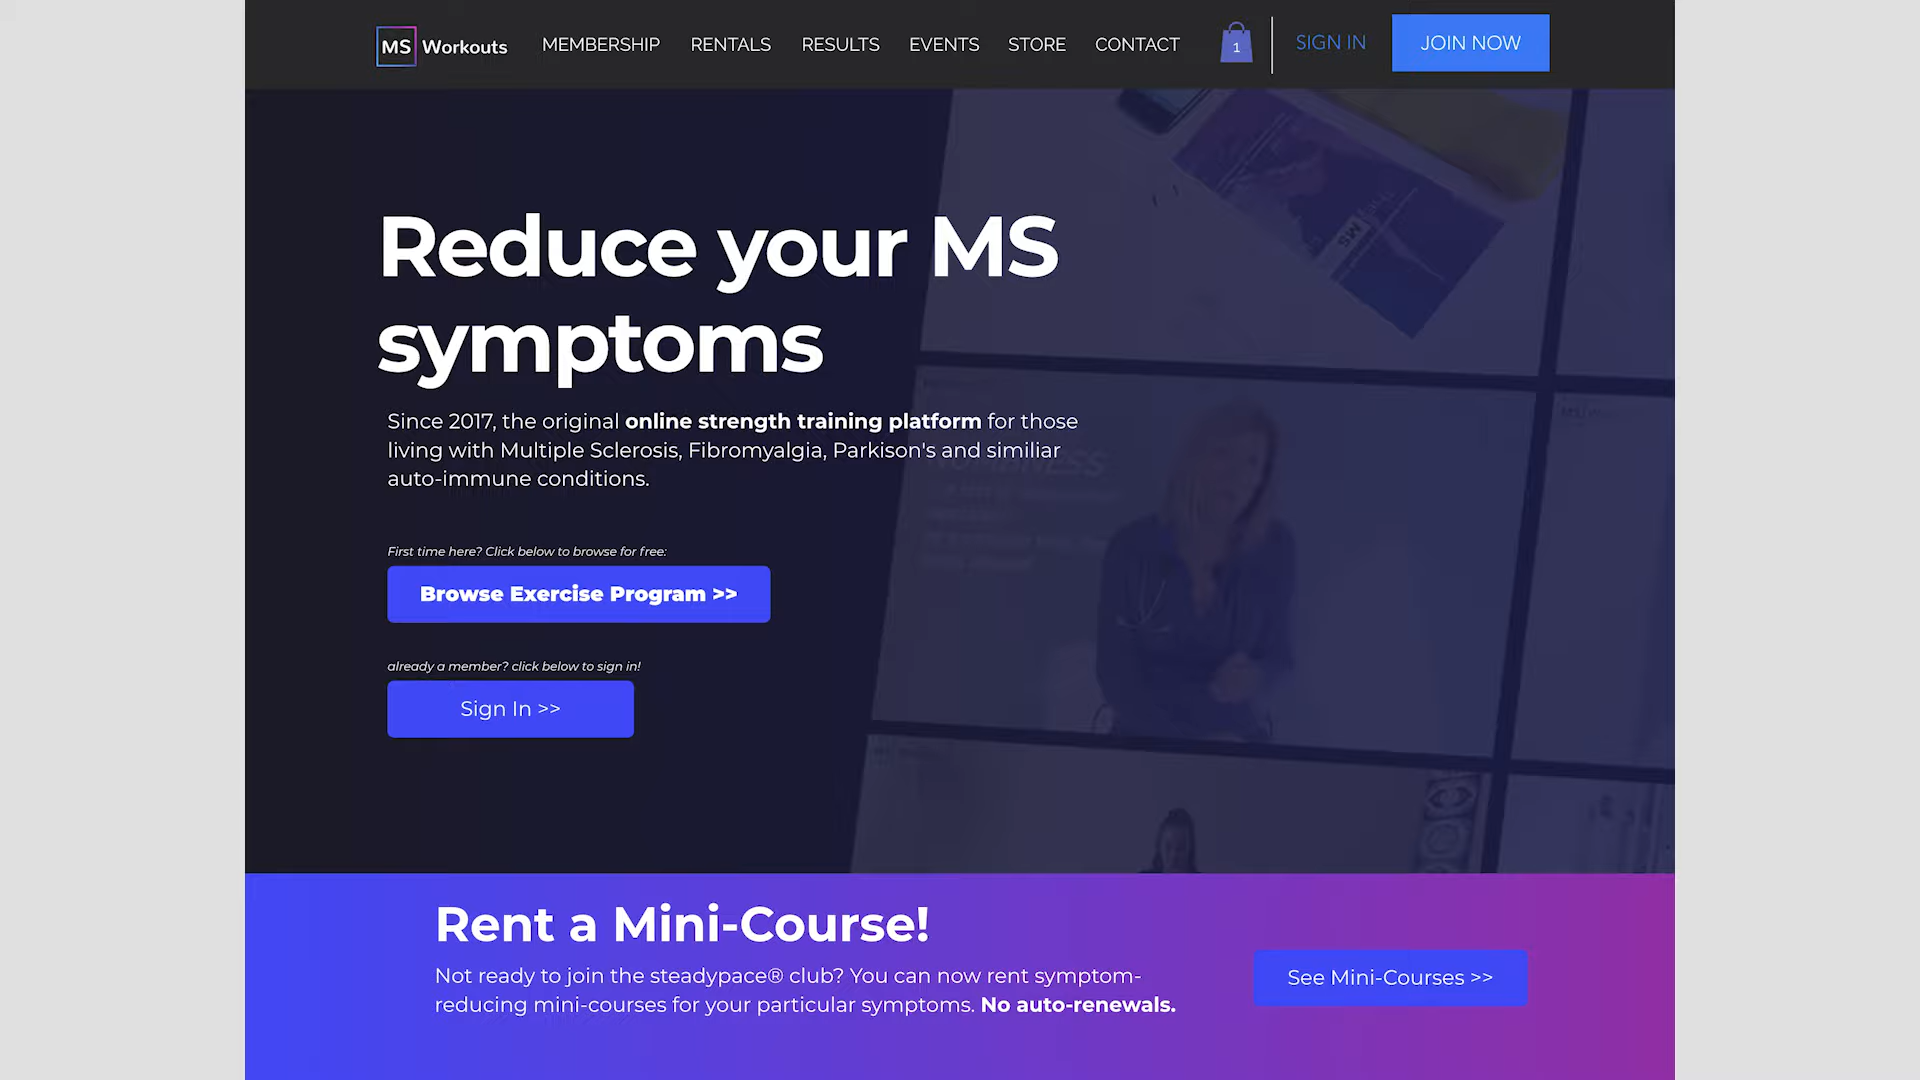 MS Workouts MEMBERSHIP RENTALS RESULTS EVENTS STORE CONTACT 1 SIGN IN JOIN NOW
Reduce your MS
symptoms
Since 2017, the original online strength training platform for those
living with Multiple Sclerosis, Fibromyalgia, Parkison's and similiar
auto-immune conditions.
First time here? Click below to browse for free:
Browse Exercise Program >>
already a member? click below to sign in!
Sign In >>
Rent a Mini-Course!
Not ready to join the steadypace® club? You can now rent symptom-
reducing mini-courses for your particular symptoms. No auto-renewals.
See Mini-Courses >>